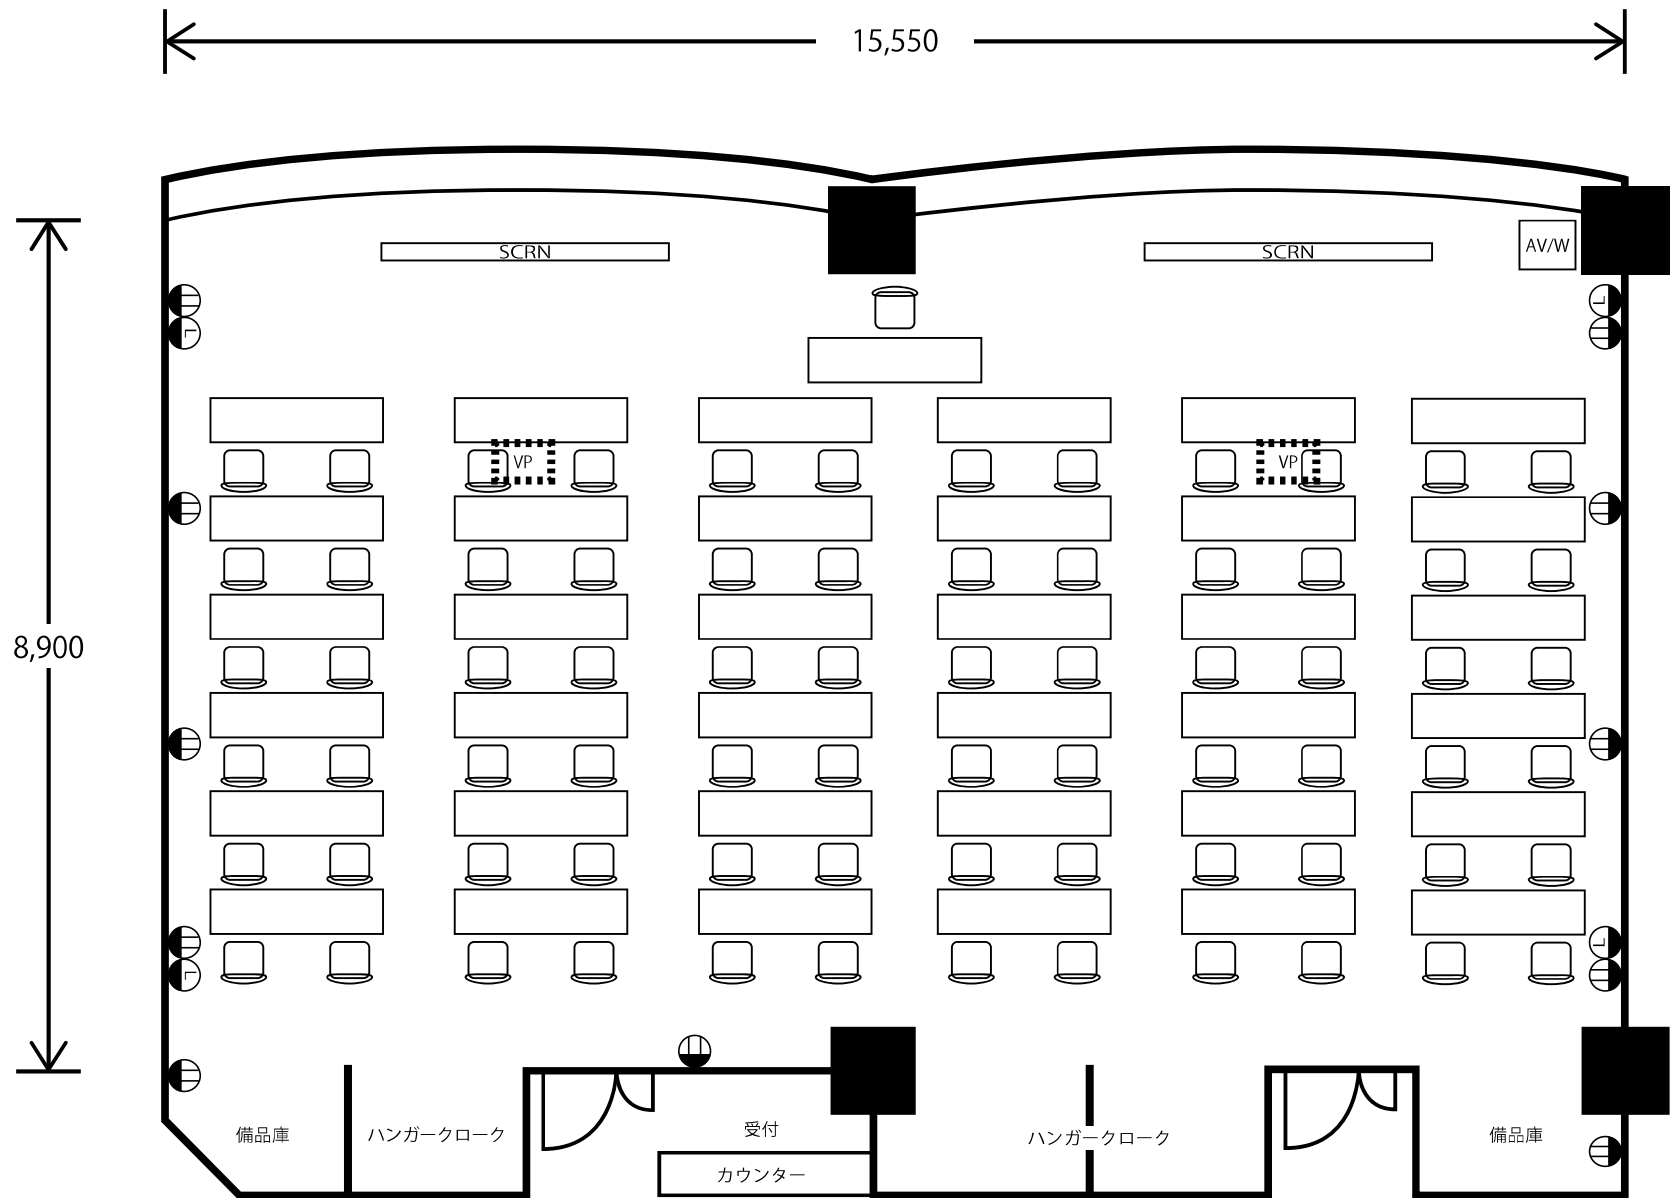 15,550
SCRN
SCRN
AV/W
VP
VP
8,900
備品庫
ハンガークローク
受付
カウンター
ハンガークローク
備品庫
L
L
L
L